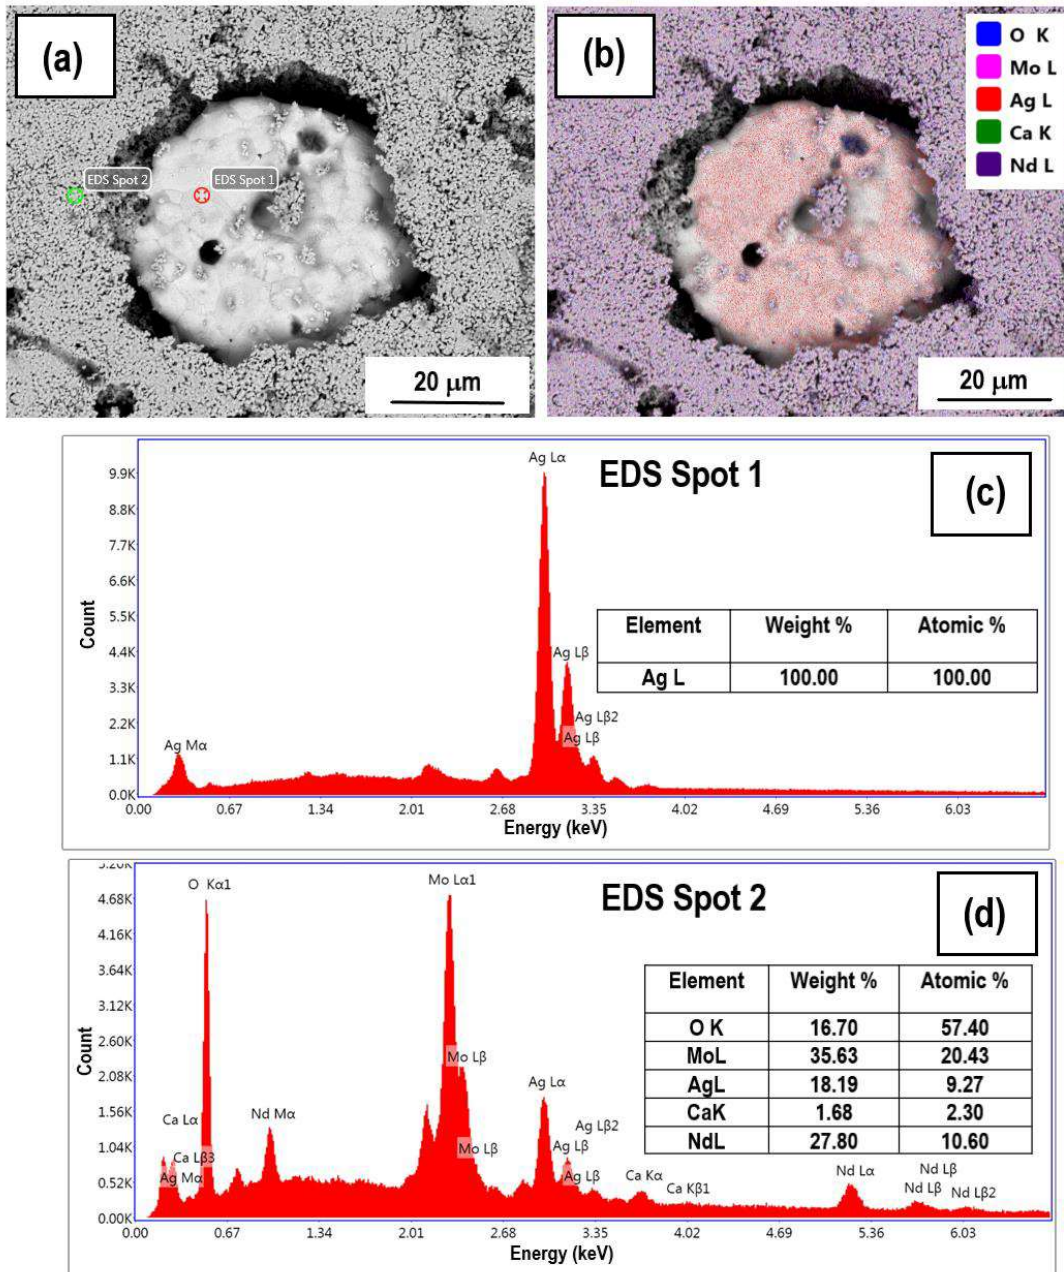 (a)
EDS Spot 2
EDS Spot 1
20 µm
(b)
O K
Mo L
Ag L
Ca K
Nd L
20 µm
EDS Spot 1
(c)
Count
9.9K
8.8K
7.7K
6.6K
5.5K
4.4K
3.3K
2.2K
1.1K
0.0K
Ag Lα
Ag Lβ
Ag Lβ2
Ag Lβ
Ag Mα
Element Weight % Atomic %
Ag L 100.00 100.00
0.00 0.67 1.34 2.01 2.68 3.35 4.02 4.69 5.36 6.03
Energy (keV)
EDS Spot 2
(d)
Count
5.20K
4.68K
4.16K
3.64K
3.12K
2.60K
2.08K
1.56K
1.04K
0.52K
0.00K
O Kα1
Mo Lα1
Mo Lβ
Mo Lβ
Ca Lα
Ca Lβ3
Ag Mα
Nd Mα
Ag Lα
Ag Lβ2
Ag Lβ
Ag Lβ
Ca Kα
Ca Kβ1
Nd Lα
Nd Lβ
Nd Lβ
Nd Lβ2
Element Weight % Atomic %
O K 16.70 57.40
MoL 35.63 20.43
AgL 18.19 9.27
CaK 1.68 2.30
NdL 27.80 10.60
0.00 0.67 1.34 2.01 2.68 3.35 4.02 4.69 5.36 6.03
Energy (keV)